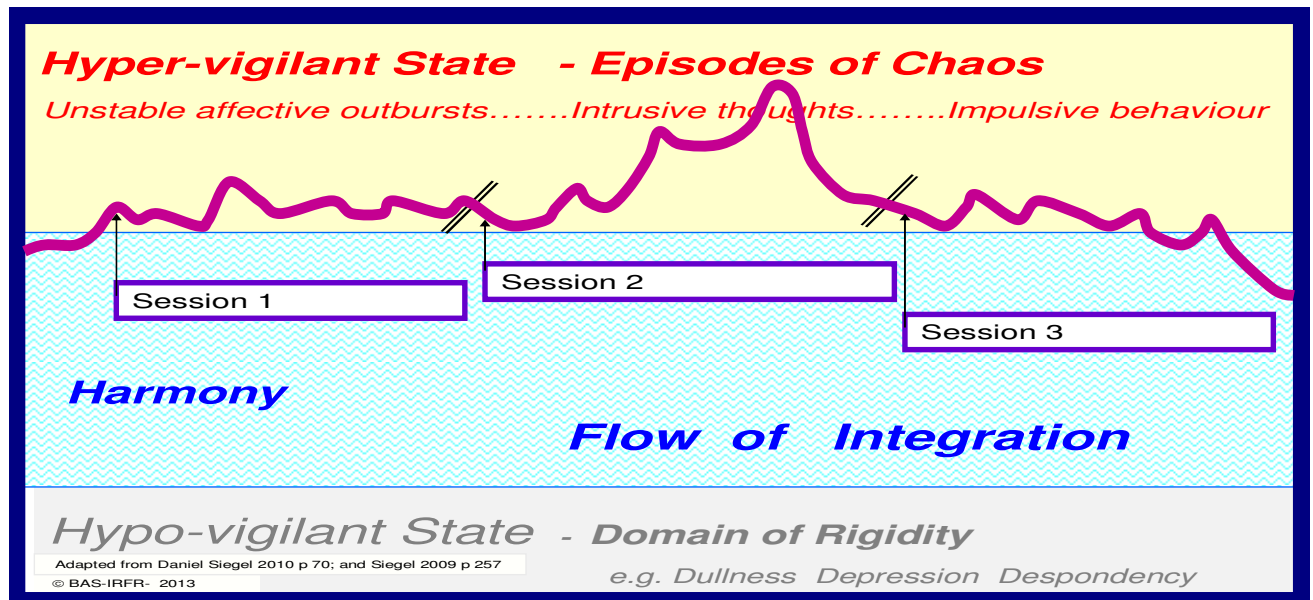 Hyper-vigilant State - Episodes of Chaos
Unstable affective outbursts…….Intrusive thoughts……..Impulsive behaviour
Session 1
Session 2
Session 3
Harmony
Flow of Integration
Hypo-vigilant State - Domain of Rigidity
Adapted from Daniel Siegel 2010 p 70; and Siegel 2009 p 257
e.g. Dullness Depression Despondency
© BAS-IRFR- 2013